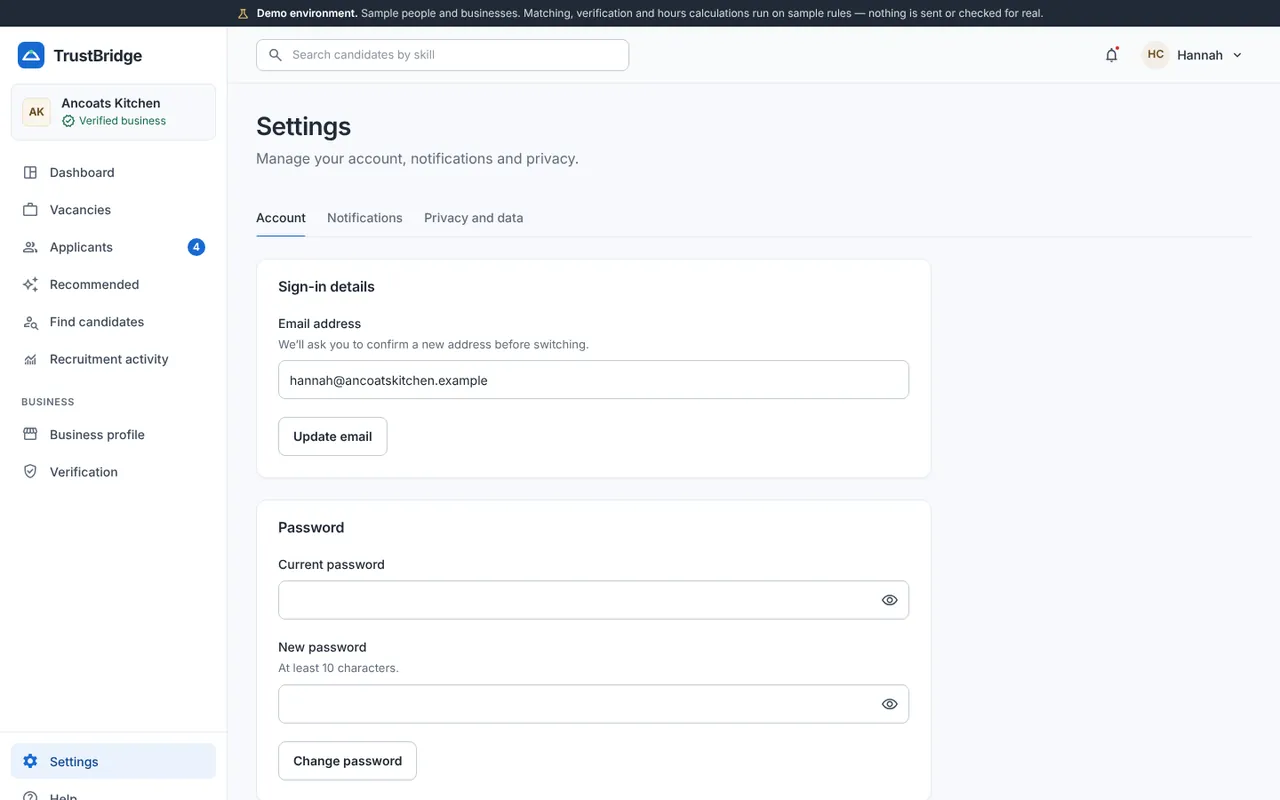 Demo environment. Sample people and businesses. Matching, verification and hours calculations run on sample rules — nothing is sent or checked for real.
TrustBridge
Search candidates by skill
HC
Hannah
AK
Ancoats Kitchen
Verified business
Dashboard
Vacancies
Applicants
4
Recommended
Find candidates
Recruitment activity
BUSINESS
Business profile
Verification
Settings
Help
Settings
Manage your account, notifications and privacy.
Account
Notifications
Privacy and data
Sign-in details
Email address
We'll ask you to confirm a new address before switching.
hannah@ancoatskitchen.example
Update email
Password
Current password
New password
At least 10 characters.
Change password